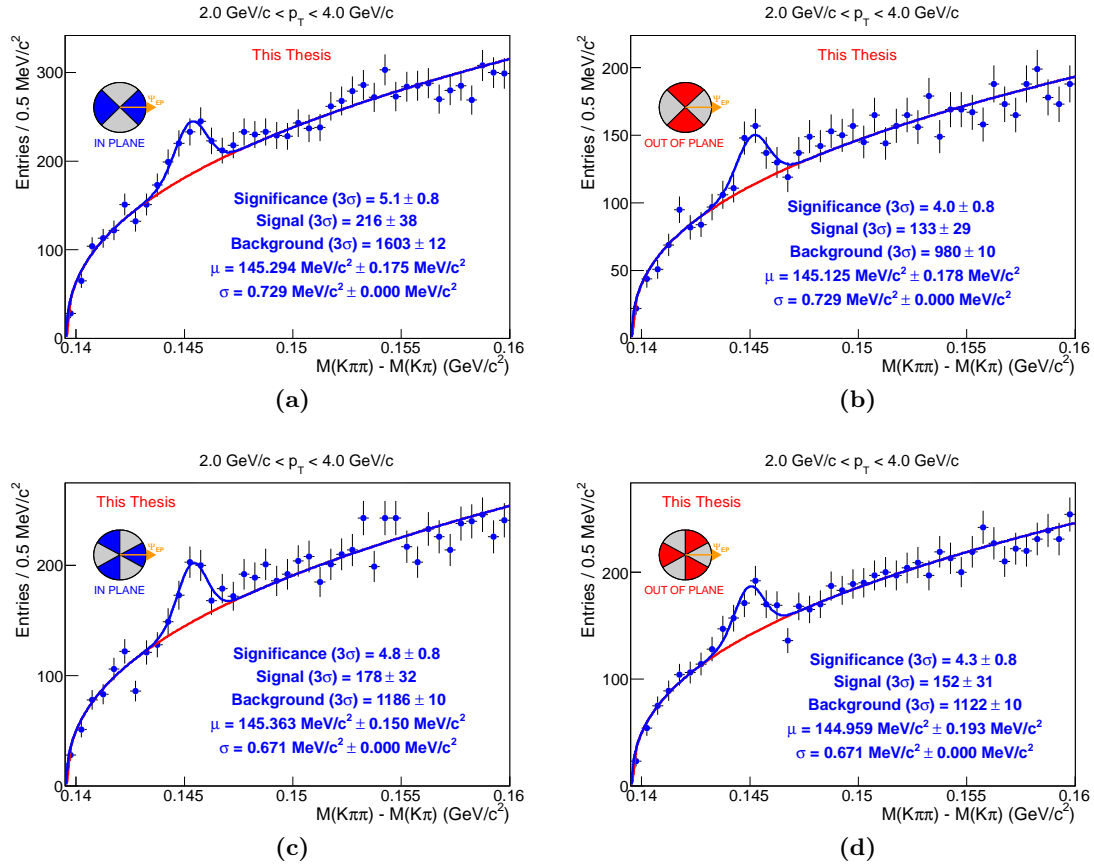 2.0 GeV/c < p_T < 4.0 GeV/c
Entries / 0.5 MeV/c²
This Thesis
Ψ_EP
IN PLANE
Significance (3σ) = 5.1 ± 0.8
Signal (3σ) = 216 ± 38
Background (3σ) = 1603 ± 12
μ = 145.294 MeV/c² ± 0.175 MeV/c²
σ = 0.729 MeV/c² ± 0.000 MeV/c²
300
200
100
0
0.14 0.145 0.15 0.155 0.16
M(Kππ) - M(Kπ) (GeV/c²)
(a)
2.0 GeV/c < p_T < 4.0 GeV/c
Entries / 0.5 MeV/c²
This Thesis
Ψ_EP
OUT OF PLANE
Significance (3σ) = 4.0 ± 0.8
Signal (3σ) = 133 ± 29
Background (3σ) = 980 ± 10
μ = 145.125 MeV/c² ± 0.178 MeV/c²
σ = 0.729 MeV/c² ± 0.000 MeV/c²
200
150
100
50
0
0.14 0.145 0.15 0.155 0.16
M(Kππ) - M(Kπ) (GeV/c²)
(b)
2.0 GeV/c < p_T < 4.0 GeV/c
Entries / 0.5 MeV/c²
This Thesis
Ψ_EP
IN PLANE
Significance (3σ) = 4.8 ± 0.8
Signal (3σ) = 178 ± 32
Background (3σ) = 1186 ± 10
μ = 145.363 MeV/c² ± 0.150 MeV/c²
σ = 0.671 MeV/c² ± 0.000 MeV/c²
200
100
0
0.14 0.145 0.15 0.155 0.16
M(Kππ) - M(Kπ) (GeV/c²)
(c)
2.0 GeV/c < p_T < 4.0 GeV/c
Entries / 0.5 MeV/c²
This Thesis
Ψ_EP
OUT OF PLANE
Significance (3σ) = 4.3 ± 0.8
Signal (3σ) = 152 ± 31
Background (3σ) = 1122 ± 10
μ = 144.959 MeV/c² ± 0.193 MeV/c²
σ = 0.671 MeV/c² ± 0.000 MeV/c²
200
100
0
0.14 0.145 0.15 0.155 0.16
M(Kππ) - M(Kπ) (GeV/c²)
(d)